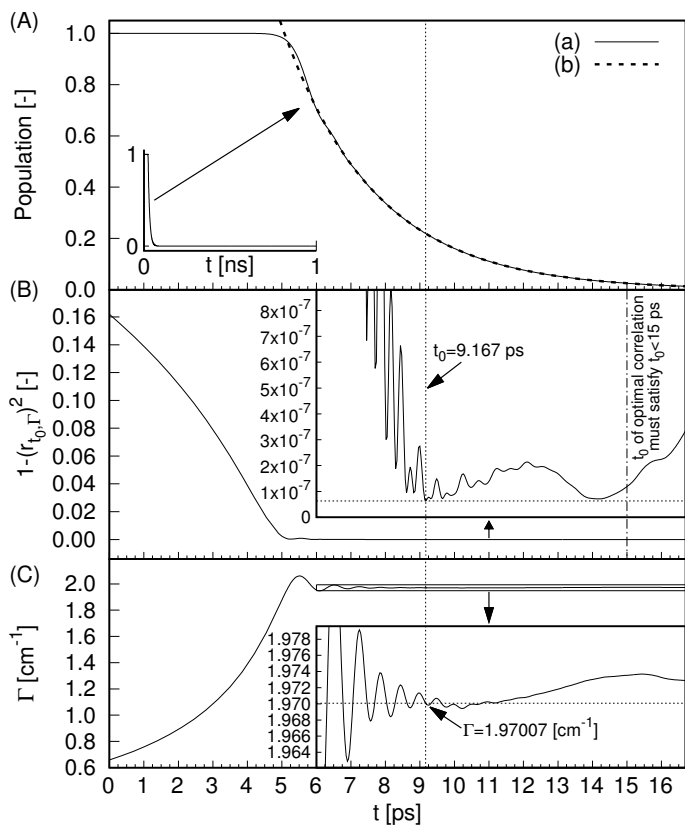 (A)
Population [-]
1.0
0.8
0.6
0.4
0.2
0.0
(a)
(b)
1
0
0
1
t [ns]
(B)
1-(r_{t_0,Γ})^2 [-]
0.16
0.14
0.12
0.10
0.08
0.06
0.04
0.02
0.00
8x10^{-7}
7x10^{-7}
6x10^{-7}
5x10^{-7}
4x10^{-7}
3x10^{-7}
2x10^{-7}
1x10^{-7}
0
t_0=9.167 ps
t_0 of optimal correlation
must satisfy t_0<15 ps
(C)
Γ [cm^{-1}]
2.0
1.8
1.6
1.4
1.2
1.0
0.8
0.6
1.978
1.976
1.974
1.972
1.970
1.968
1.966
1.964
Γ=1.97007 [cm^{-1}]
0 1 2 3 4 5 6 7 8 9 10 11 12 13 14 15 16
t [ps]